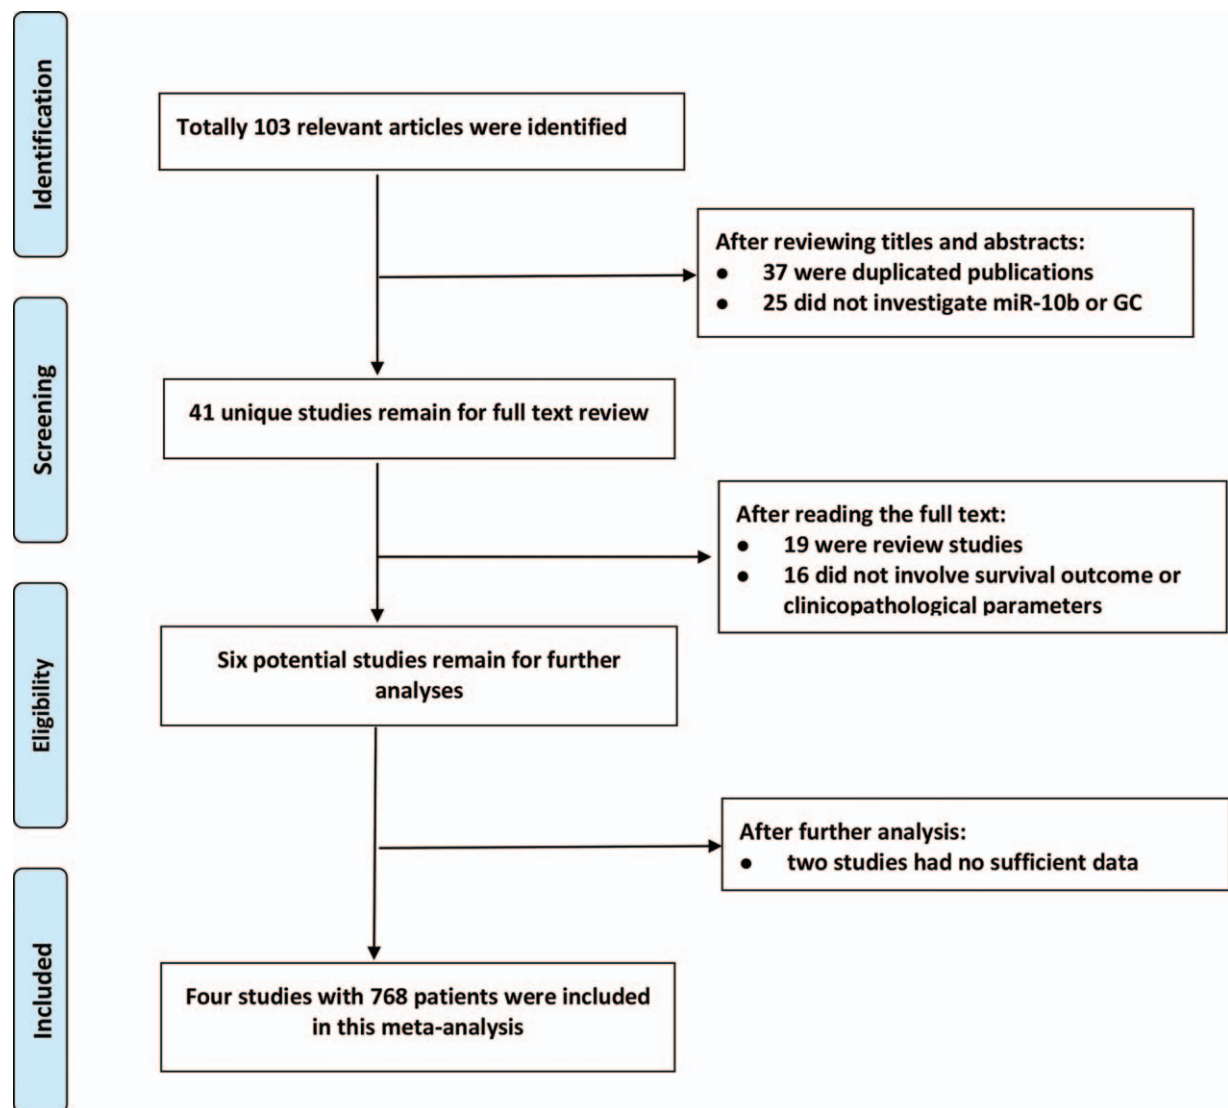 Identification
Totally 103 relevant articles were identified
After reviewing titles and abstracts:
● 37 were duplicated publications
● 25 did not investigate miR-10b or GC
Screening
41 unique studies remain for full text review
After reading the full text:
● 19 were review studies
● 16 did not involve survival outcome or
clinicopathological parameters
Eligibility
Six potential studies remain for further
analyses
After further analysis:
● two studies had no sufficient data
Included
Four studies with 768 patients were included
in this meta-analysis